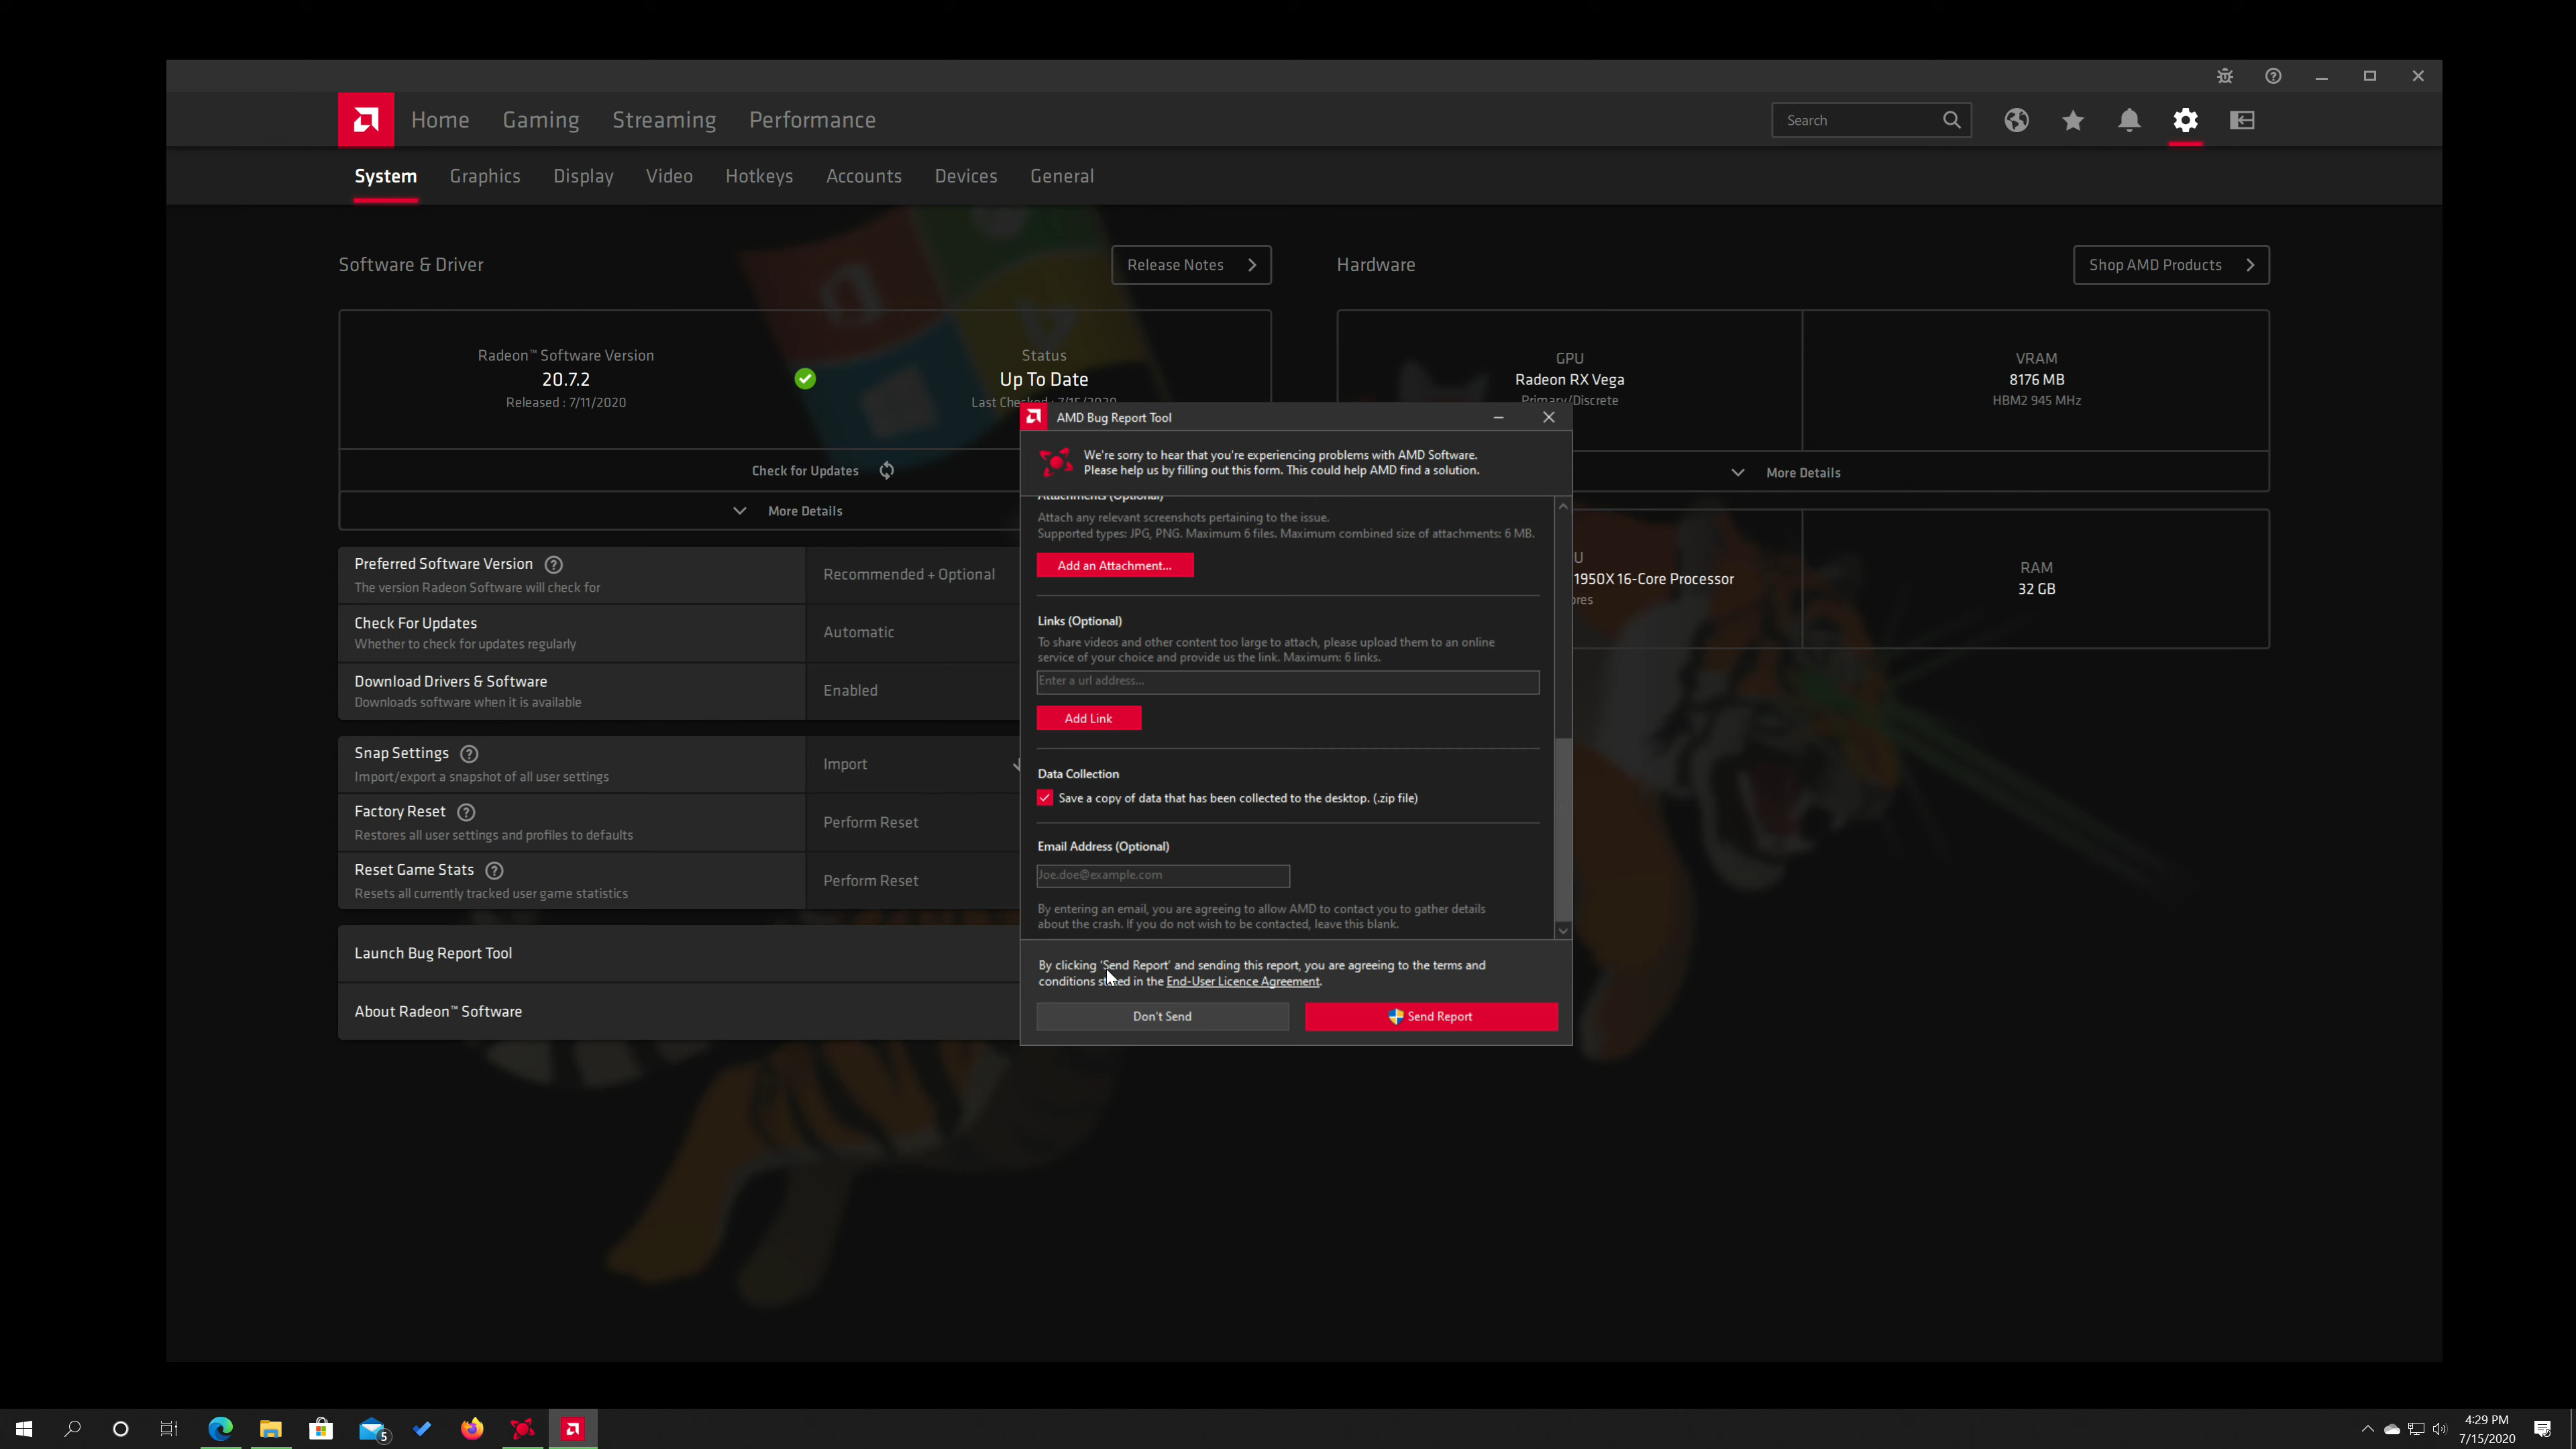 Home Gaming Streaming Performance
Search
System Graphics Display Video Hotkeys Accounts Devices General
Software & Driver
Release Notes
Hardware
Shop AMD Products
Radeon™ Software Version
20.7.2
Released : 7/11/2020
Status
Up To Date
Last Checked : 7/15/2020
Check for Updates
More Details
GPU
Radeon RX Vega
Primary/Discrete
VRAM
8176 MB
HBM2 945 MHz
More Details
1950X 16-Core Processor
RAM
32 GB
Preferred Software Version
The version Radeon Software will check for
Recommended + Optional
Check For Updates
Whether to check for updates regularly
Automatic
Download Drivers & Software
Downloads software when it is available
Enabled
Snap Settings
Import/export a snapshot of all user settings
Import
Factory Reset
Restores all user settings and profiles to defaults
Perform Reset
Reset Game Stats
Resets all currently tracked user game statistics
Perform Reset
Launch Bug Report Tool
About Radeon™ Software
AMD Bug Report Tool
We're sorry to hear that you're experiencing problems with AMD Software.
Please help us by filling out this form. This could help AMD find a solution.
Attachments (Optional)
Attach any relevant screenshots pertaining to the issue.
Supported types: JPG, PNG. Maximum 6 files. Maximum combined size of attachments: 6 MB.
Add an Attachment...
Links (Optional)
To share videos and other content too large to attach, please upload them to an online
service of your choice and provide us the link. Maximum: 6 links.
Enter a url address...
Add Link
Data Collection
Save a copy of data that has been collected to the desktop. (.zip file)
Email Address (Optional)
Joe.doe@example.com
By entering an email, you are agreeing to allow AMD to contact you to gather details
about the crash. If you do not wish to be contacted, leave this blank.
By clicking 'Send Report' and sending this report, you are agreeing to the terms and
conditions stated in the End-User Licence Agreement.
Don't Send
Send Report
5
4:29 PM
7/15/2020